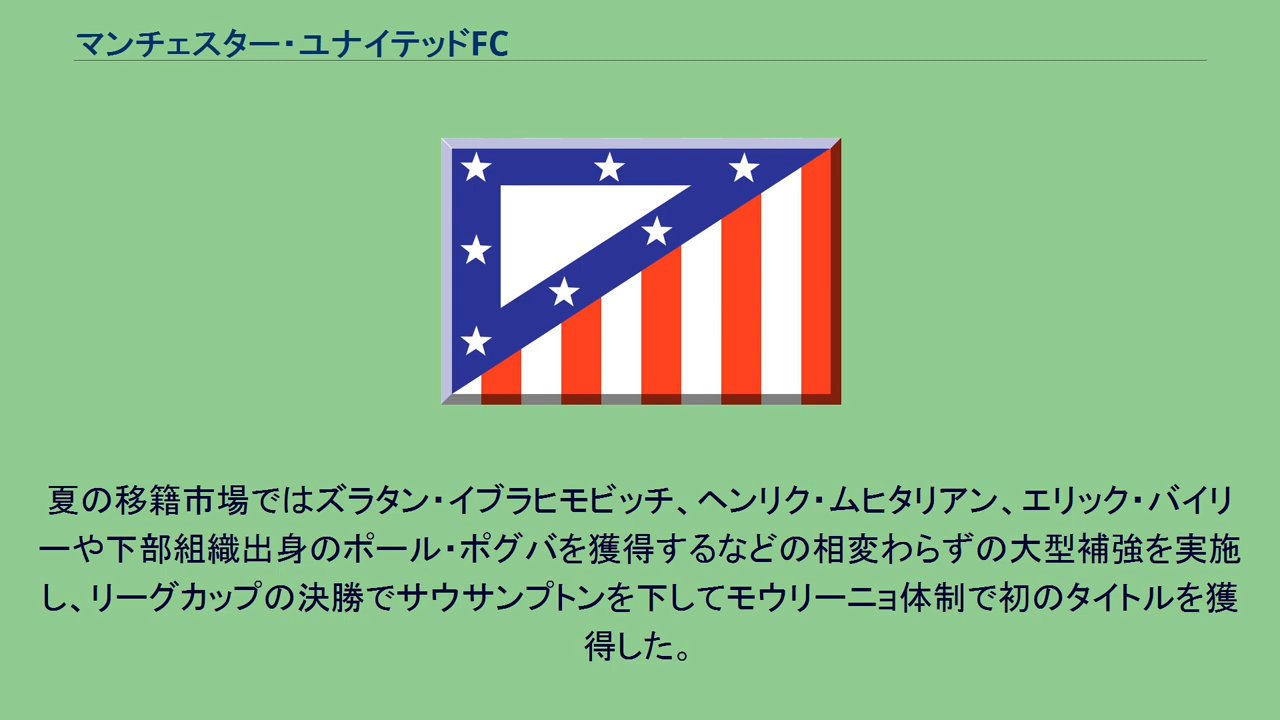 マンチェスター・ユナイテッドFC
夏の移籍市場ではズラタン・イブラヒモビッチ、ヘンリク・ムヒタリアン、エリック・バイリ
ーや下部組織出身のポール・ポグバを獲得するなどの相変わらずの大型補強を実施
し、リーグカップの決勝でサウサンプトンを下してモウリーニョ体制で初のタイトルを獲
得した。